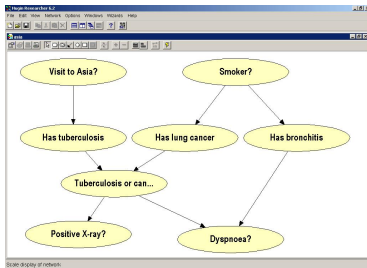 Hugin Researcher 6.2
File Edit View Network Options Windows Wizards Help
asia
Visit to Asia?
Smoker?
Has tuberculosis
Has lung cancer
Has bronchitis
Tuberculosis or can...
Positive X-ray?
Dyspnoea?
Scale display of network